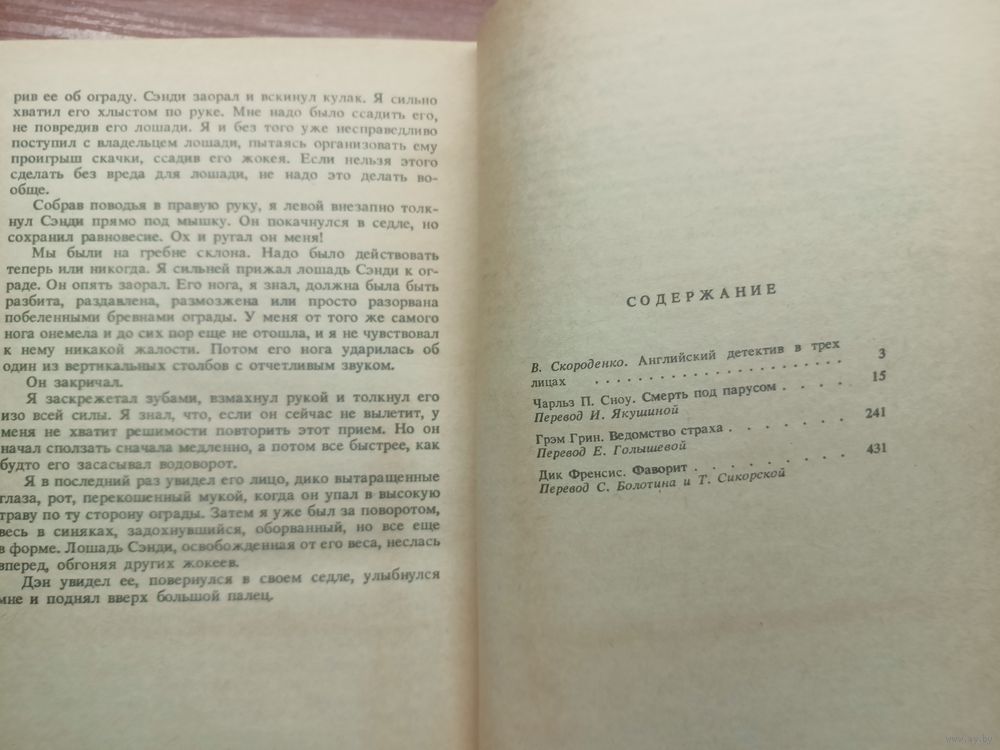 рив ее об ограду. Сэнди заорал и вскинул кулак. Я сильно
хватил его хлыстом по руке. Мне надо было ссадить его,
не повредив его лошади. Я и без того уже несправедливо
поступил с владельцем лошади, пытаясь организовать ему
проигрыш скачки, ссадив его жокея. Если нельзя этого
сделать без вреда для лошади, не надо это делать во-
обще.
Собрав поводья в правую руку, я левой внезапно толк-
нул Сэнди прямо под мышку. Он покачнулся в седле, но
сохранил равновесие. Ох и ругал он меня!
Мы были на гребне склона. Надо было действовать
теперь или никогда. Я сильней прижал лошадь Сэнди к ог-
раде. Он опять заорал. Его нога, я знал, должна была быть
разбита, раздавлена, размозжена или просто разорвана
побеленными бревнами ограды. У меня от того же самого
нога онемела и до сих пор еще не отошла, и я не чувствовал
к нему никакой жалости. Потом его нога ударилась об
один из вертикальных столбов с отчетливым звуком.
Он закричал.
Я заскрежетал зубами, взмахнул рукой и толкнул его
изо всей силы. Я знал, что, если он сейчас не вылетит, у
меня не хватит решимости повторить этот прием. Но он
начал сползать сначала медленно, а потом все быстрее, как
будто его засасывал водоворот.
Я в последний раз увидел его лицо, дико вытаращенные
глаза, рот, перекошенный мукой, когда он упал в высокую
траву по ту сторону ограды. Затем я уже был за поворотом,
весь в синяках, задохнувшийся, оборванный, но все еще
в форме. Лошадь Сэнди, освобожденная от его веса, неслась
вперед, обгоняя других жокеев.
Дэн увидел ее, повернулся в своем седле, улыбнулся
мне и поднял вверх большой палец.
СОДЕРЖАНИЕ
В. Скороденко. Английский детектив в трех
лицах . . . . . . . . . . . . . . . . . . . 3
Чарльз П. Сноу. Смерть под парусом . . . . . 15
Перевод И. Якушиной
Грэм Грин. Ведомство страха . . . . . . . . 241
Перевод Е. Голышевой
Дик Френсис. Фаворит . . . . . . . . . . 431
Перевод С. Болотина и Т. Сикорской
www.ay.by